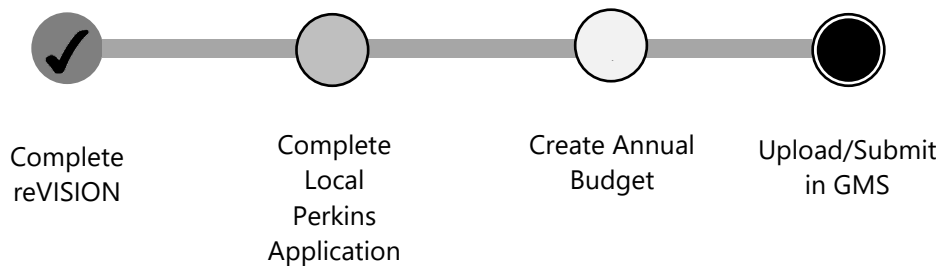 Complete
reVISION
Complete
Local
Perkins
Application
Create Annual
Budget
Upload/Submit
in GMS